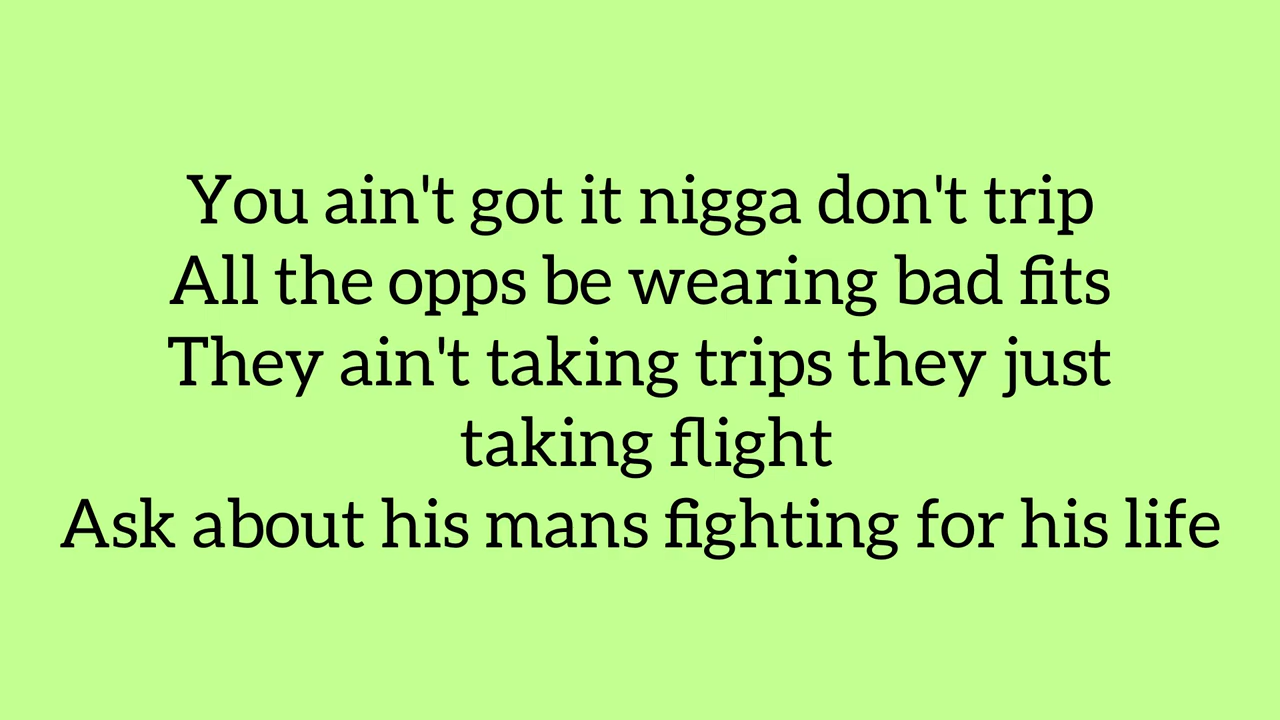 You ain't got it nigga don't trip
All the opps be wearing bad fits
They ain't taking trips they just
taking flight
Ask about his mans fighting for his life